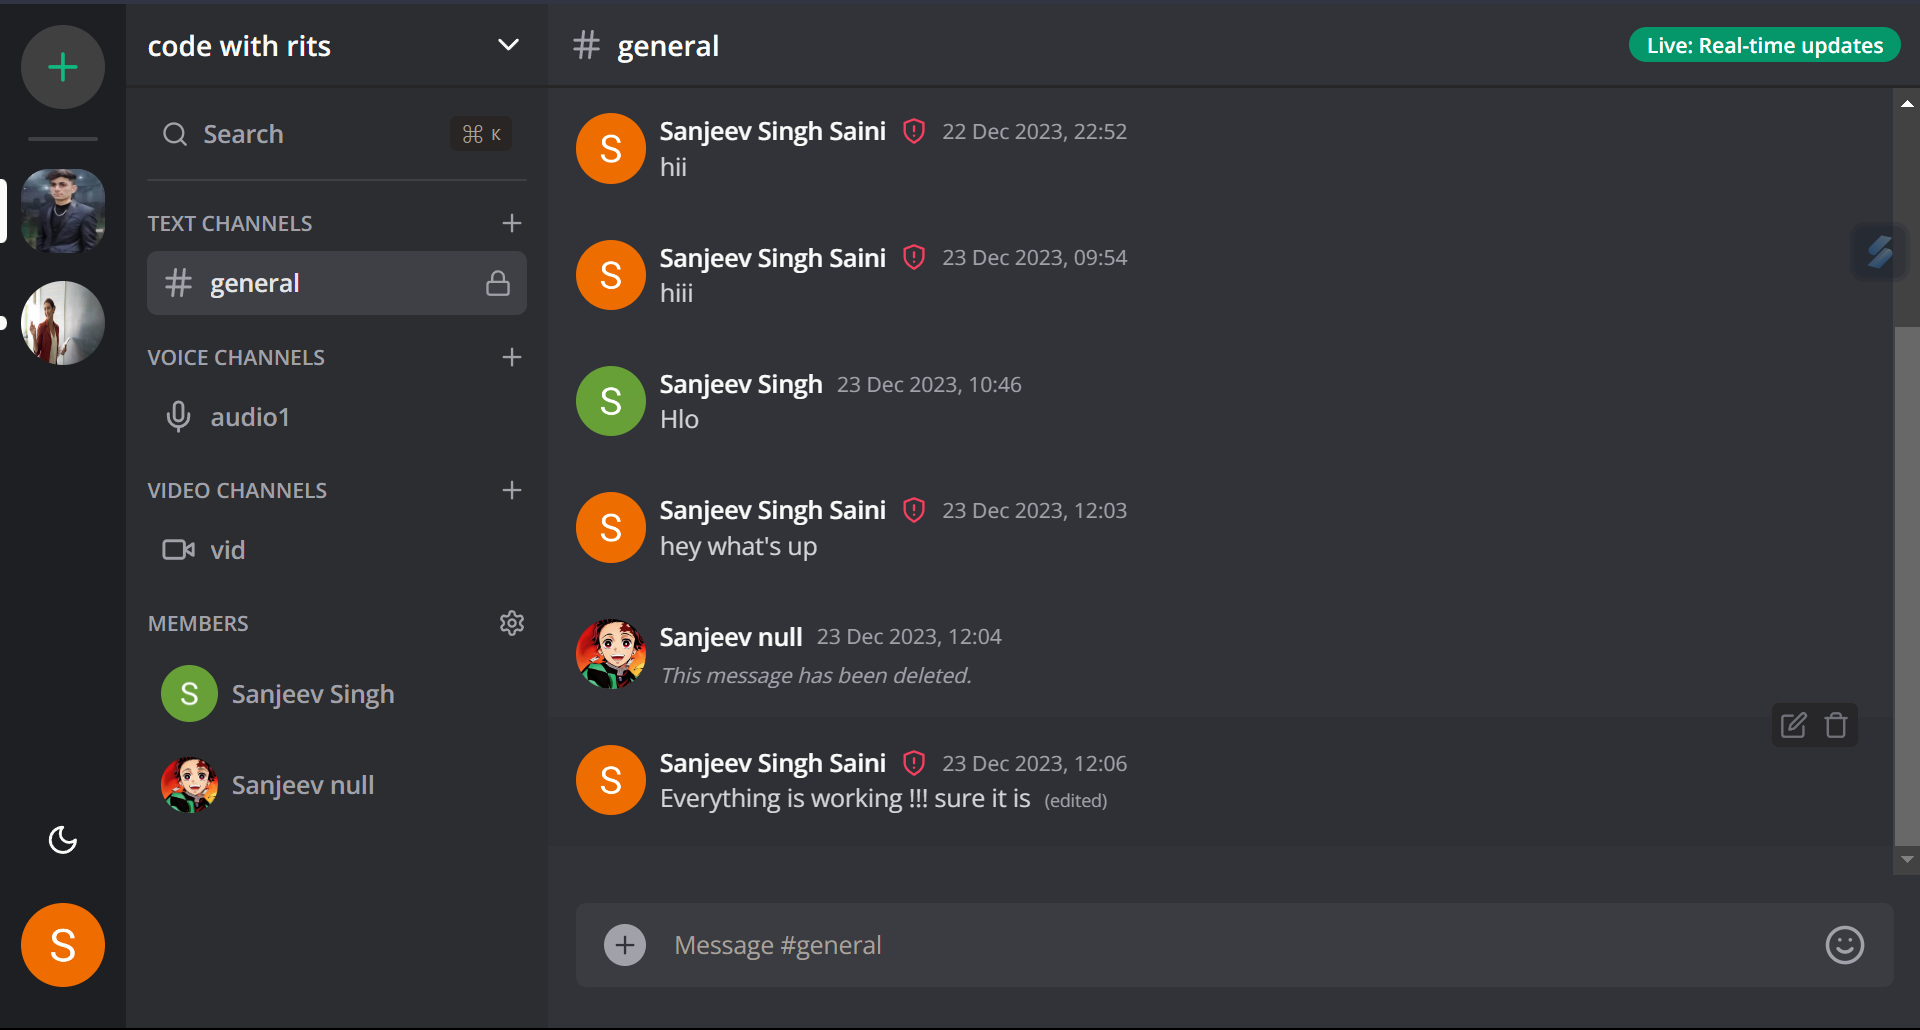 code with rits
Search
⌘ K
TEXT CHANNELS
general
VOICE CHANNELS
audio1
VIDEO CHANNELS
vid
MEMBERS
S
Sanjeev Singh
Sanjeev null
S
# general
Live: Real-time updates
S
Sanjeev Singh Saini 22 Dec 2023, 22:52
hii
S
Sanjeev Singh Saini 23 Dec 2023, 09:54
hiii
S
Sanjeev Singh 23 Dec 2023, 10:46
Hlo
S
Sanjeev Singh Saini 23 Dec 2023, 12:03
hey what's up
Sanjeev null 23 Dec 2023, 12:04
This message has been deleted.
S
Sanjeev Singh Saini 23 Dec 2023, 12:06
Everything is working !!! sure it is (edited)
Message #general